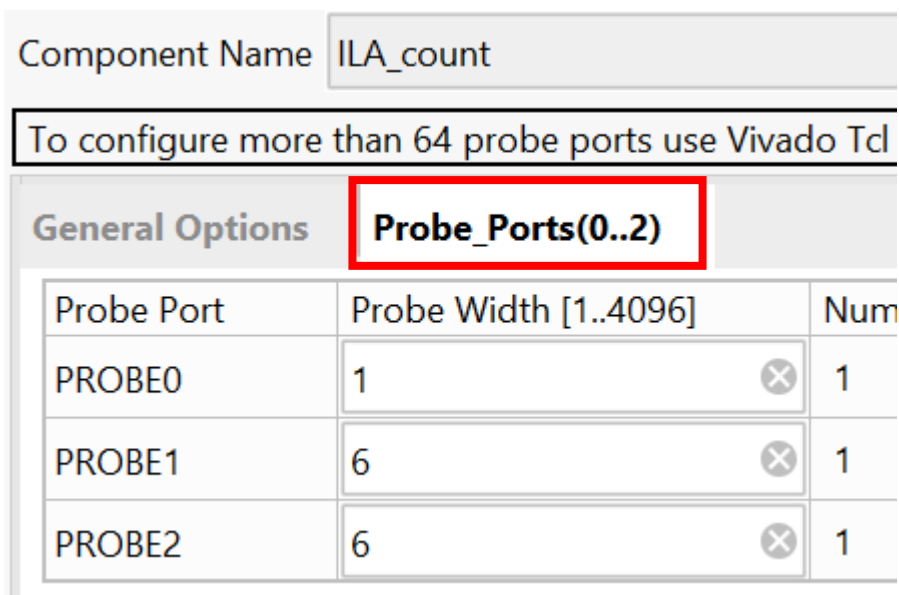 Component Name ILA_count
To configure more than 64 probe ports use Vivado Tcl
General Options Probe_Ports(0..2)
Probe Port Probe Width [1..4096] Num
PROBE0 1 1
PROBE1 6 1
PROBE2 6 1